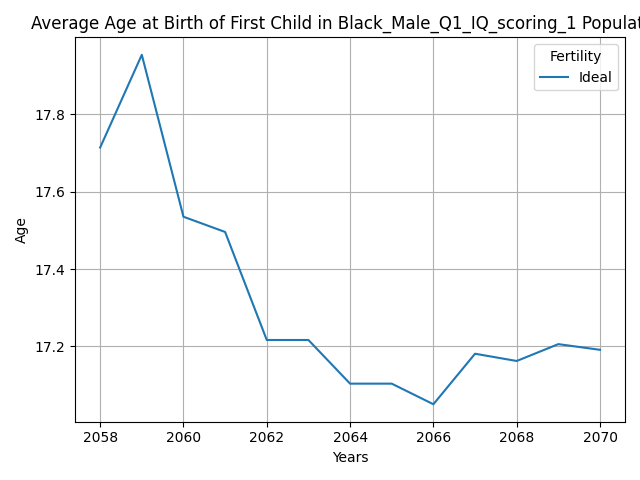 Average Age at Birth of First Child in Black_Male_Q1_IQ_scoring_1 Populat
Fertility
Ideal
17.8
17.6
17.4
17.2
Age
2058 2060 2062 2064 2066 2068 2070
Years